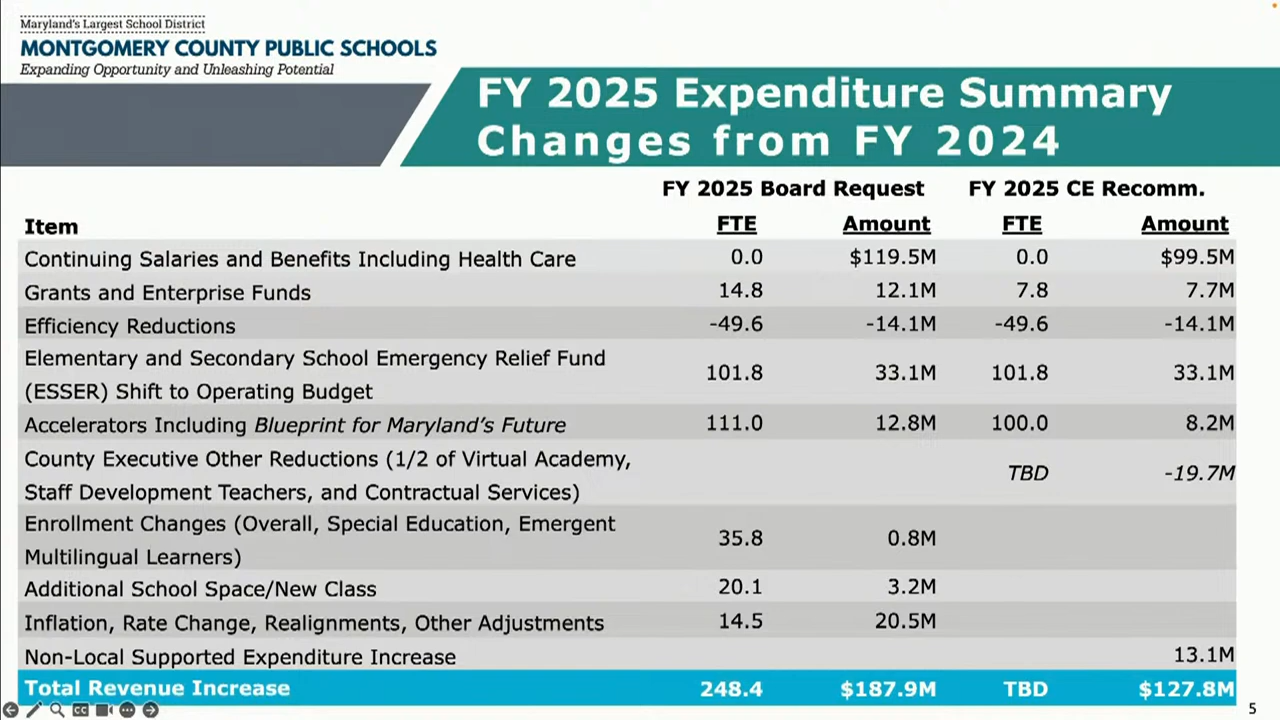 Maryland's Largest School District
MONTGOMERY COUNTY PUBLIC SCHOOLS
Expanding Opportunity and Unleashing Potential
FY 2025 Expenditure Summary
Changes from FY 2024
FY 2025 Board Request FY 2025 CE Recomm.
Item FTE Amount FTE Amount
Continuing Salaries and Benefits Including Health Care 0.0 $119.5M 0.0 $99.5M
Grants and Enterprise Funds 14.8 12.1M 7.8 7.7M
Efficiency Reductions -49.6 -14.1M -49.6 -14.1M
Elementary and Secondary School Emergency Relief Fund
(ESSER) Shift to Operating Budget 101.8 33.1M 101.8 33.1M
Accelerators Including Blueprint for Maryland's Future 111.0 12.8M 100.0 8.2M
County Executive Other Reductions (1/2 of Virtual Academy,
Staff Development Teachers, and Contractual Services) TBD -19.7M
Enrollment Changes (Overall, Special Education, Emergent
Multilingual Learners) 35.8 0.8M
Additional School Space/New Class 20.1 3.2M
Inflation, Rate Change, Realignments, Other Adjustments 14.5 20.5M
Non-Local Supported Expenditure Increase 13.1M
Total Revenue Increase 248.4 $187.9M TBD $127.8M
CC
5